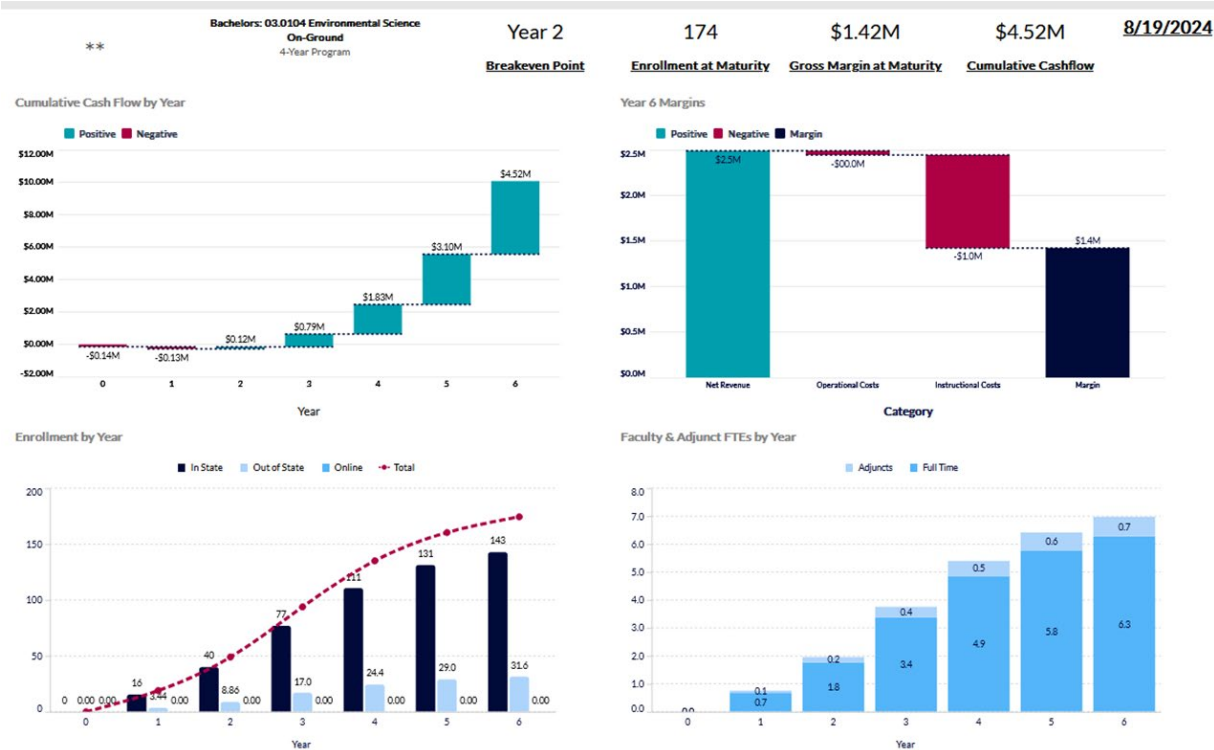 **
Bachelors: 03.0104 Environmental Science
On-Ground
4-Year Program
Year 2
Breakeven Point
174
Enrollment at Maturity
$1.42M
Gross Margin at Maturity
$4.52M
Cumulative Cashflow
8/19/2024
Cumulative Cash Flow by Year
Positive Negative
$12.00M
$10.00M
$8.00M
$6.00M
$4.00M
$2.00M
$0.00M
-$2.00M
-$0.14M
-$0.13M
$0.12M
$0.79M
$1.83M
$3.10M
$4.52M
0 1 2 3 4 5 6
Year
Year 6 Margins
Positive Negative Margin
$2.5M
$2.0M
$1.5M
$1.0M
$0.5M
$0.0M
$2.5M
-$00.0M
-$1.0M
$1.4M
Net Revenue Operational Costs Instructional Costs Margin
Category
Enrollment by Year
In State Out of State Online Total
200
150
100
50
0
0 0.00 0.00
16 3.44 0.00
40 8.86 0.00
77 17.0 0.00
111 24.4 0.00
131 29.0 0.00
143 31.6 0.00
0 1 2 3 4 5 6
Year
Faculty & Adjunct FTEs by Year
Adjuncts Full Time
8.0
7.0
6.0
5.0
4.0
3.0
2.0
1.0
0.0
0.0
0.1
0.7
0.2
1.8
0.4
3.4
0.5
4.9
0.6
5.8
0.7
6.3
0 1 2 3 4 5 6
Year